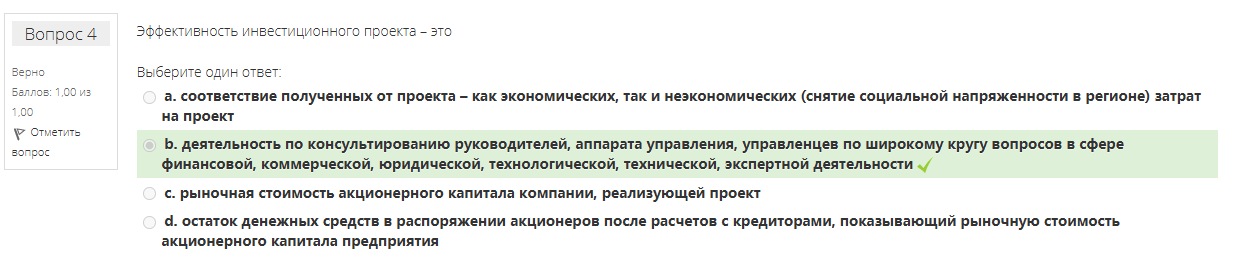 Вопрос 4
Верно
Баллов: 1,00 из
1,00
Отметить
вопрос
Эффективность инвестиционного проекта – это
Выберите один ответ:
a. соответствие полученных от проекта – как экономических, так и неэкономических (снятие социальной напряженности в регионе) затрат
на проект
b. деятельность по консультированию руководителей, аппарата управления, управленцев по широкому кругу вопросов в сфере
финансовой, коммерческой, юридической, технологической, технической, экспертной деятельности
c. рыночная стоимость акционерного капитала компании, реализующей проект
d. остаток денежных средств в распоряжении акционеров после расчетов с кредиторами, показывающий рыночную стоимость
акционерного капитала предприятия